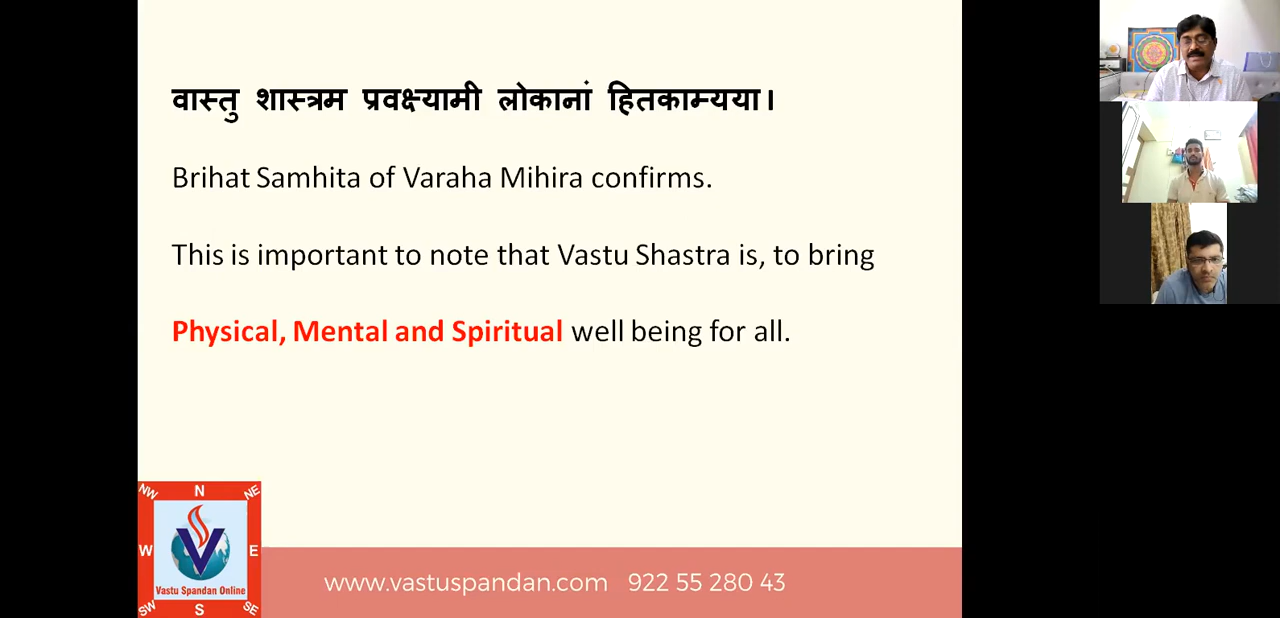 वास्तु शास्त्रम प्रवक्ष्यामी लोकानां हितकाम्यया।
Brihat Samhita of Varaha Mihira confirms.
This is important to note that Vastu Shastra is, to bring
Physical, Mental and Spiritual well being for all.
NW N NE
W E
V
Vastu Spandan Online
SW S SE
www.vastuspandan.com 922 55 280 43